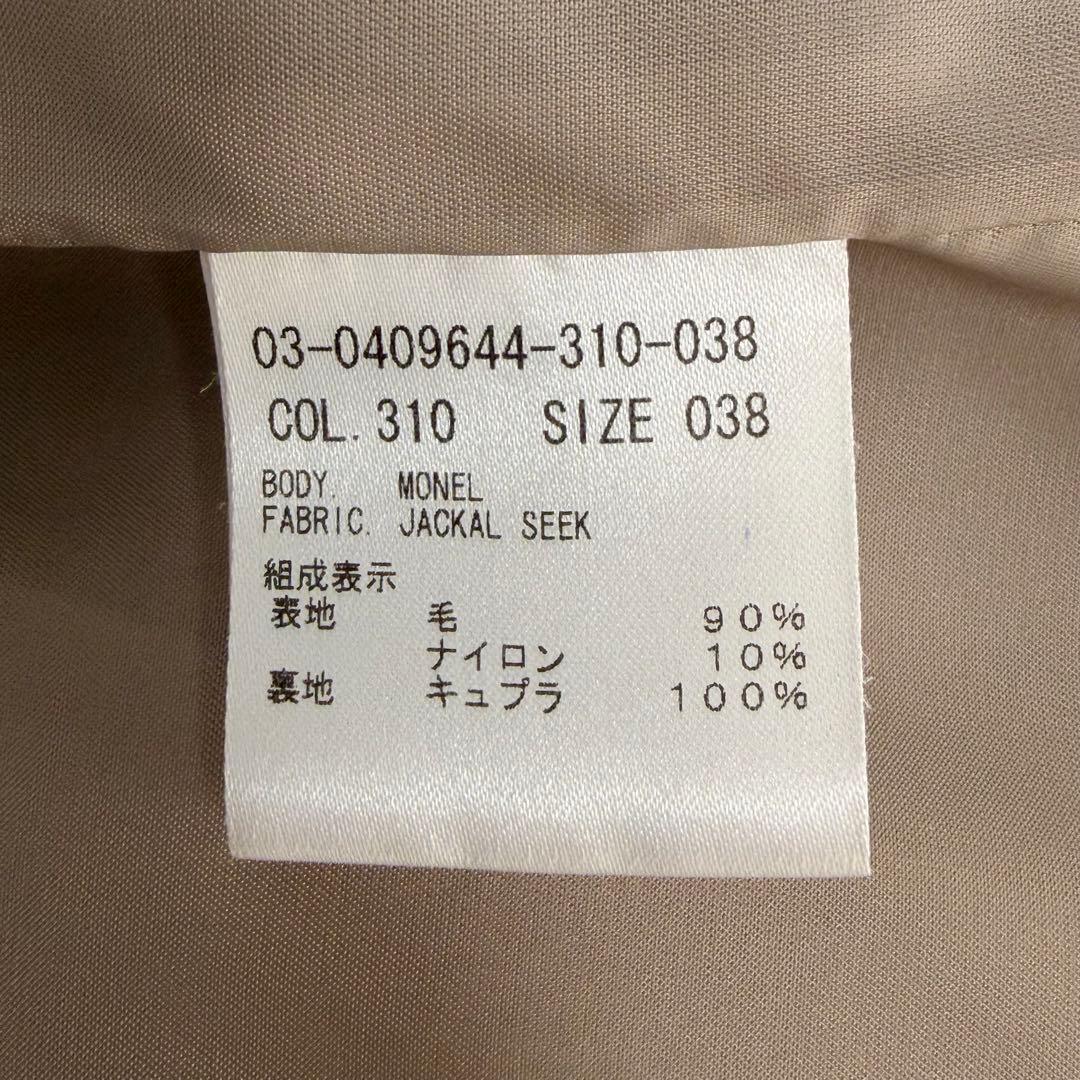 03-0409644-310-038
COL. 310 SIZE 038
BODY. MONEL
FABRIC. JACKAL SEEK
組成表示
表地 毛 90%
ナイロン 10%
裏地 キュプラ 100%